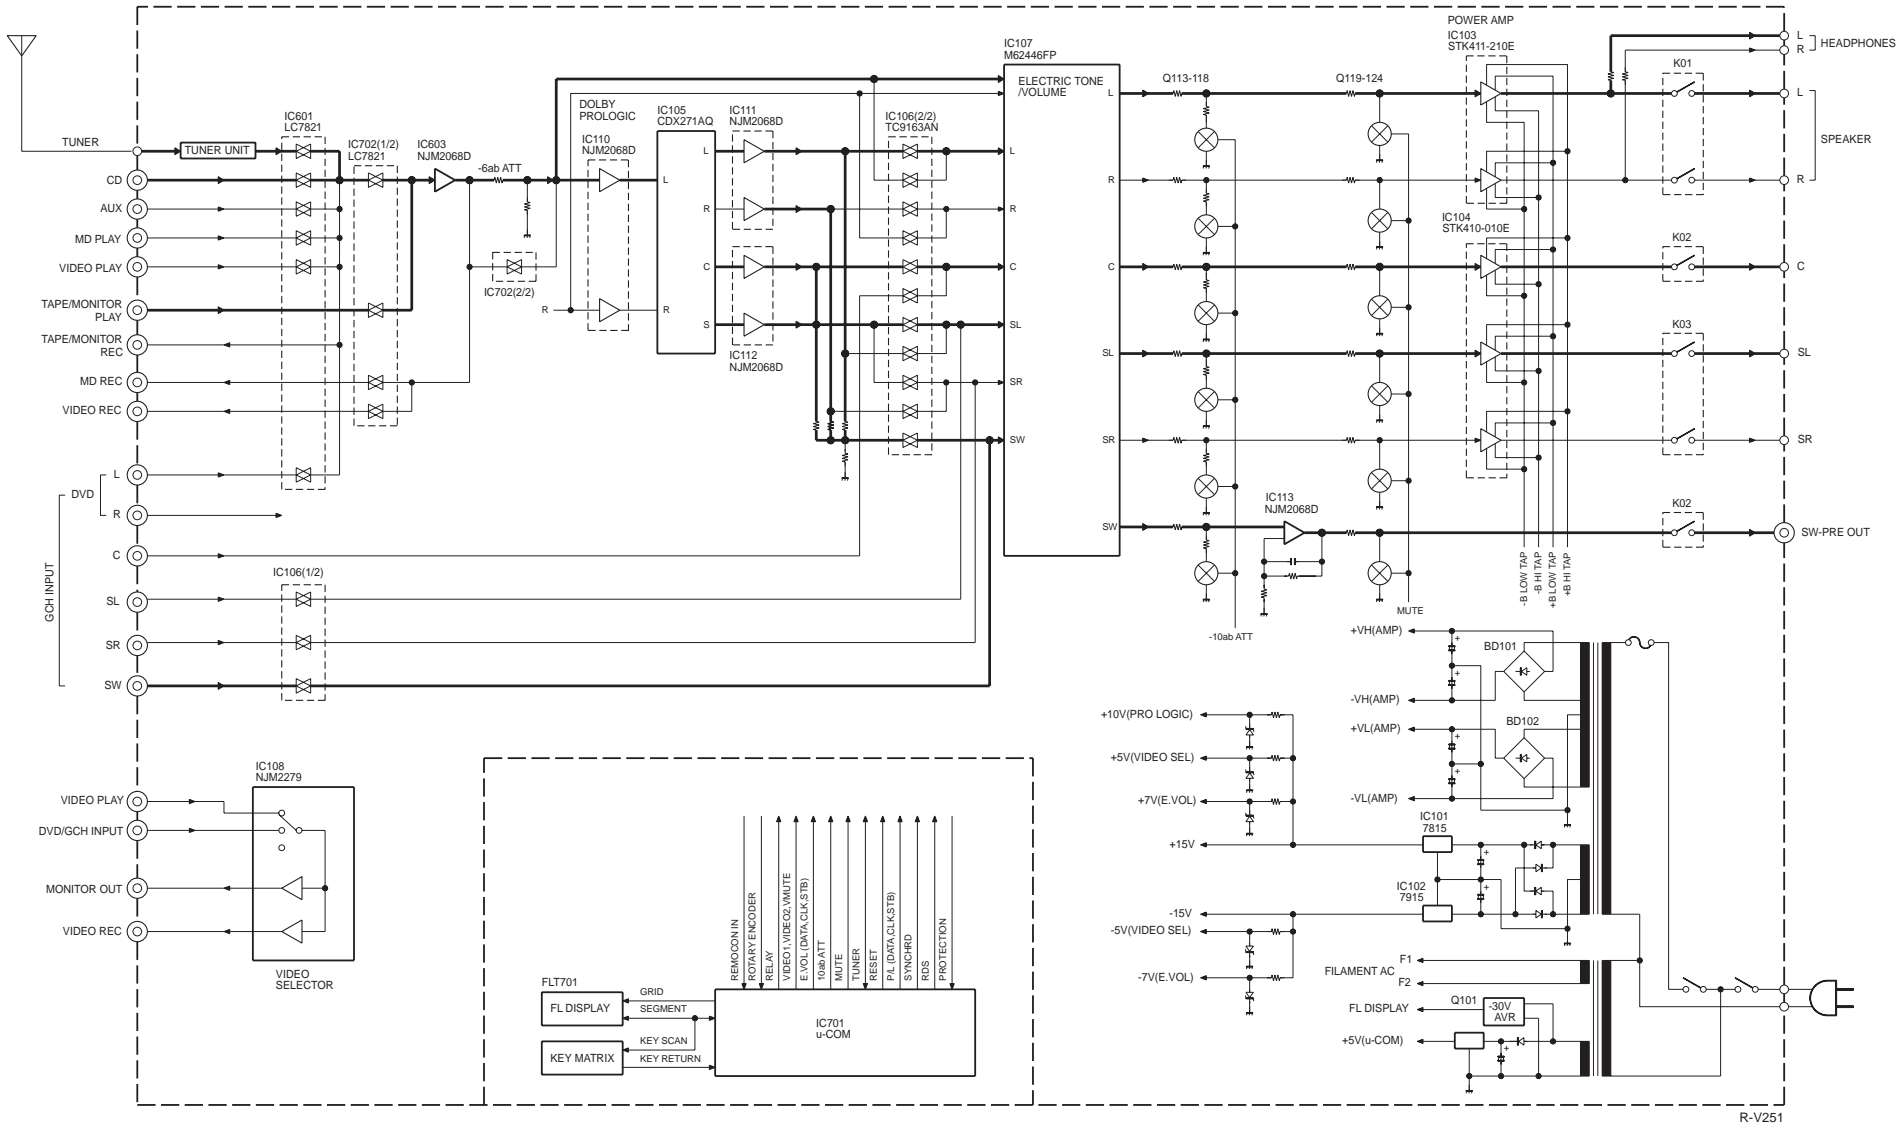 POWER AMP
IC103
STK411-210E
L
R
HEADPHONES
IC107
M62446FP
ELECTRIC TONE
/VOLUME
L
Q113-118
Q119-124
K01
L
R
SPEAKER
TUNER
TUNER UNIT
CD
AUX
MD PLAY
VIDEO PLAY
TAPE/MONITOR
PLAY
TAPE/MONITOR
REC
MD REC
VIDEO REC
IC601
LC7821
IC702(1/2)
LC7821
IC603
NJM2068D
-6ab ATT
IC702(2/2)
DOLBY
PROLOGIC
IC110
NJM2068D
R
IC105
CDX271AQ
L
R
L
R
C
S
IC111
NJM2068D
IC112
NJM2068D
IC106(2/2)
TC9163AN
L
R
C
SL
SR
SW
R
C
SL
SR
SW
IC104
STK410-010E
K02
C
K03
SL
SR
IC113
NJM2068D
K02
SW-PRE OUT
-10ab ATT
MUTE
-B LOW TAP
-B HI TAP
+B LOW TAP
+B HI TAP
GCH INPUT
DVD
L
R
C
SL
SR
SW
IC106(1/2)
+VH(AMP)
-VH(AMP)
+VL(AMP)
-VL(AMP)
BD101
BD102
+10V(PRO LOGIC)
+5V(VIDEO SEL)
+7V(E.VOL)
+15V
-15V
-5V(VIDEO SEL)
-7V(E.VOL)
IC101
7815
IC102
7915
FILAMENT AC
F1
F2
FL DISPLAY
Q101
-30V
AVR
+5V(u-COM)
IC108
NJM2279
VIDEO PLAY
DVD/GCH INPUT
MONITOR OUT
VIDEO REC
VIDEO
SELECTOR
REMOCON IN
ROTARY ENCODER
RELAY
VIDEO1,VIDEO2,VMUTE
E.VOL (DATA,CLK,STB)
10ab ATT
MUTE
TUNER
RESET
P/L (DATA,CLK,STB)
SYNCHRD
RDS
PROTECTION
FLT701
FL DISPLAY
KEY MATRIX
GRID
SEGMENT
KEY SCAN
KEY RETURN
IC701
u-COM
R-V251